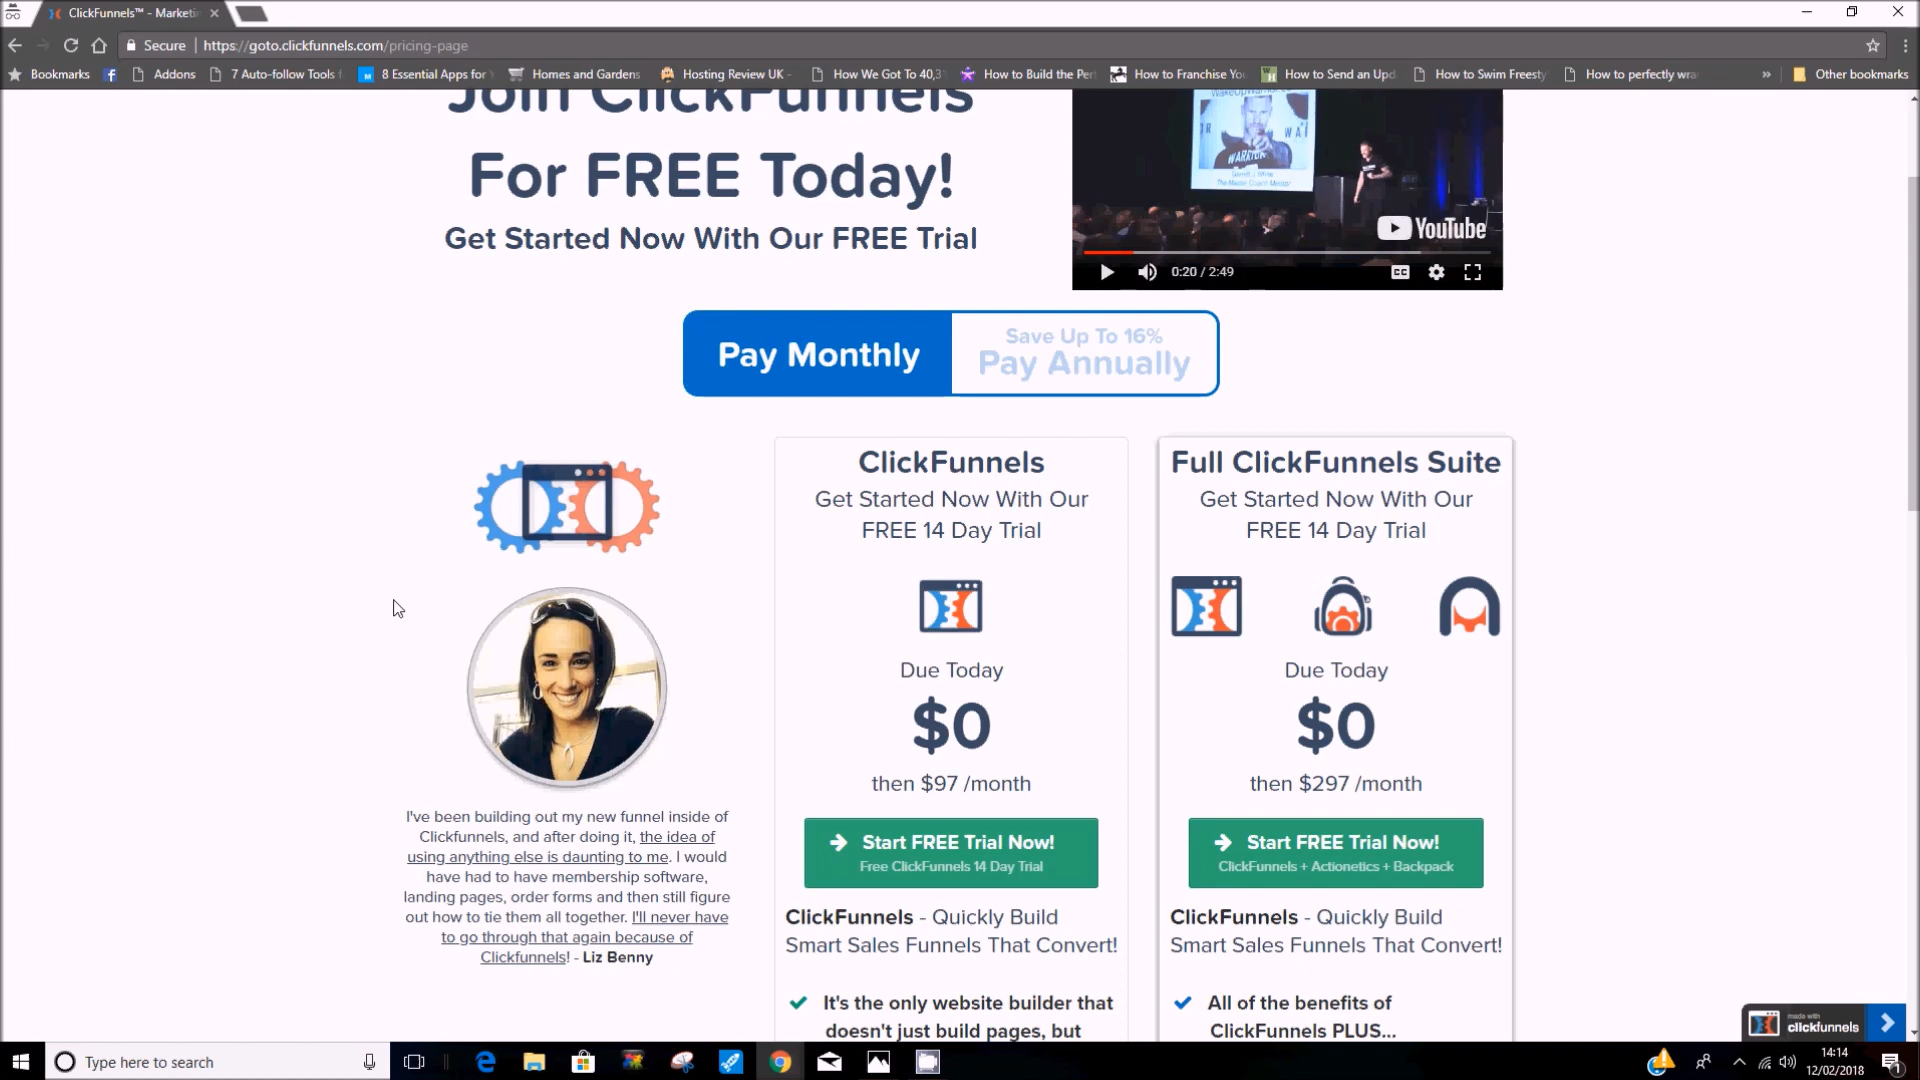 ClickFunnels™ - Marketin
Secure
https://goto.clickfunnels.com/pricing-page
Bookmarks
Addons
7 Auto-follow Tools f
8 Essential Apps for
Homes and Gardens
Hosting Review UK -
How We Got To 40,3
How to Build the Per
How to Franchise Yo
How to Send an Upd
How to Swim Freesty
How to perfectly wra
Other bookmarks
Join ClickFunnels
For FREE Today!
Get Started Now With Our FREE Trial
WARRIOR
YouTube
0:20 / 2:49
CC
Pay Monthly
Save Up To 16%
Pay Annually
ClickFunnels
Get Started Now With Our
FREE 14 Day Trial
Due Today
$0
then $97 /month
Start FREE Trial Now!
Free ClickFunnels 14 Day Trial
ClickFunnels - Quickly Build
Smart Sales Funnels That Convert!
It's the only website builder that
doesn't just build pages, but
Full ClickFunnels Suite
Get Started Now With Our
FREE 14 Day Trial
Due Today
$0
then $297 /month
Start FREE Trial Now!
ClickFunnels + Actionetics + Backpack
ClickFunnels - Quickly Build
Smart Sales Funnels That Convert!
All of the benefits of
ClickFunnels PLUS...
I've been building out my new funnel inside of
Clickfunnels, and after doing it, the idea of
using anything else is daunting to me. I would
have had to have membership software,
landing pages, order forms and then still figure
out how to tie them all together. I'll never have
to go through that again because of
Clickfunnels! - Liz Benny
made with
clickfunnels
Type here to search
14:14
12/02/2018
1